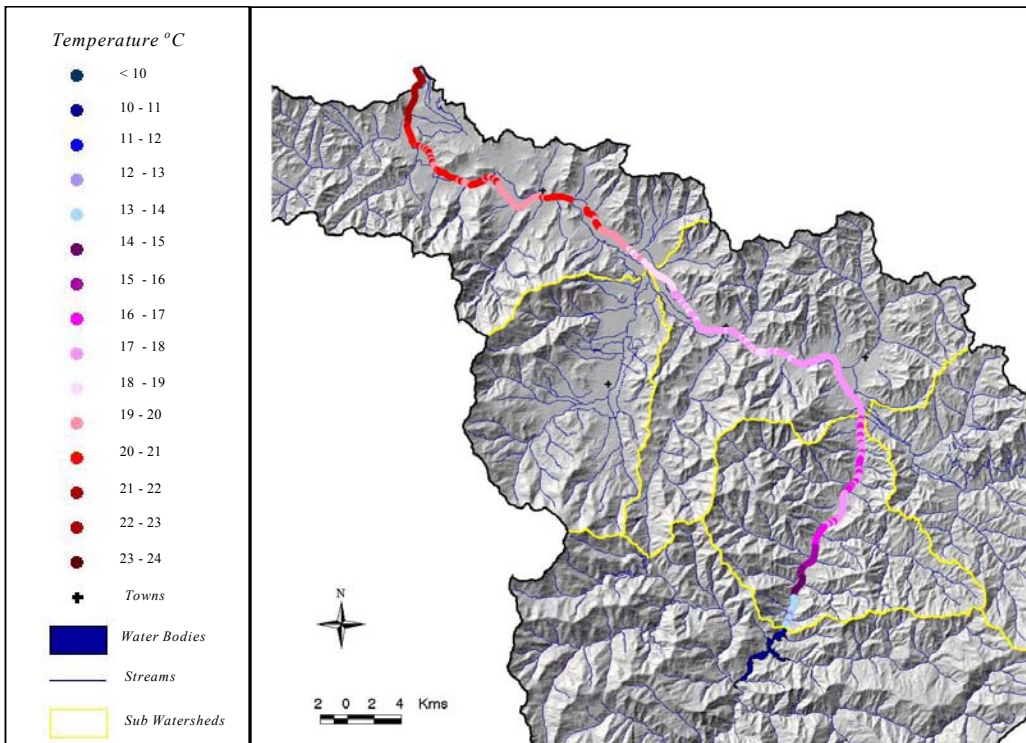 Temperature °C
< 10
10 - 11
11 - 12
12 - 13
13 - 14
14 - 15
15 - 16
16 - 17
17 - 18
18 - 19
19 - 20
20 - 21
21 - 22
22 - 23
23 - 24
Towns
Water Bodies
Streams
Sub Watersheds
N
2 0 2 4 Kms